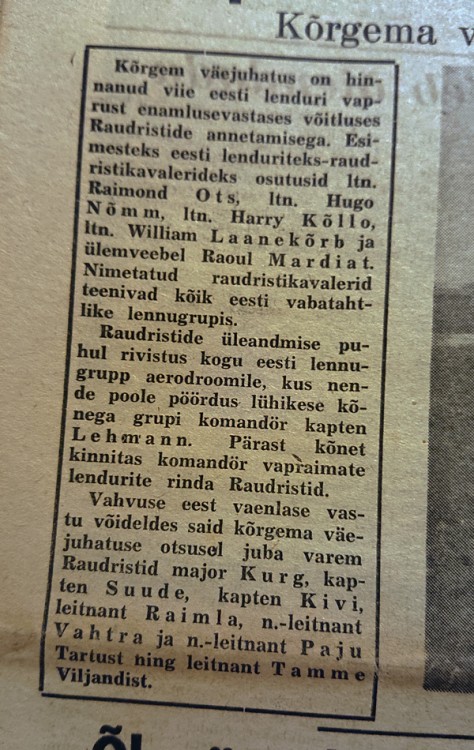 Kõrgema
Kõrgem väejuhatus on hin-
nanud viie eesti lenduri vap-
rust enamlusevastases võitluses
Raudristide annetamisega. Esi-
mesteks eesti lenduriteks-raud-
ristikavalerideks osutusid ltn.
Raimond Ots, ltn. Hugo
Nõmm, ltn. Harry Kõllo,
ltn. William Laanekõrb ja
ülemveebel Raoul Mardiat.
Nimetatud raudristikavalerid
teenivad kõik eesti vabataht-
like lennugrupis.
Raudristide üleandmise pu-
hul rivistus kogu eesti lennu-
grupp aerodroomile, kus nen-
de poole pöördus lühikese kõ-
nega grupi komandör kapten
Lehmann. Pärast kõnet
kinnitas komandör vapraimate
lendurite rinda Raudristid.
Vahvuse eest vaenlase vas-
tu võideldes said kõrgema väe-
juhatuse otsusel juba varem
Raudristid major Kurg, kap-
ten Suude, kapten Kivi,
leitnant Raimla, n.-leitnant
Vahtra ja n.-leitnant Paju
Tartust ning leitnant Tamme
Viljandist.